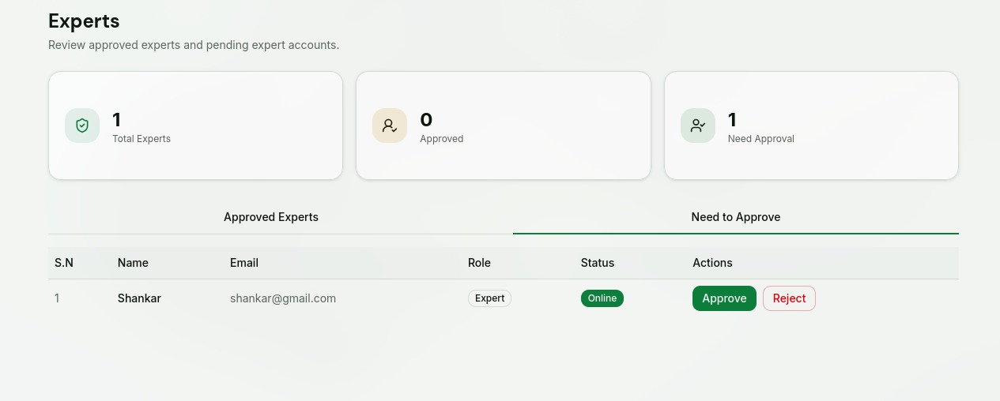 Experts
Review approved experts and pending expert accounts.
1
Total Experts
0
Approved
1
Need Approval
Approved Experts Need to Approve
S.N Name Email Role Status Actions
1 Shankar shankar@gmail.com Expert Online Approve Reject